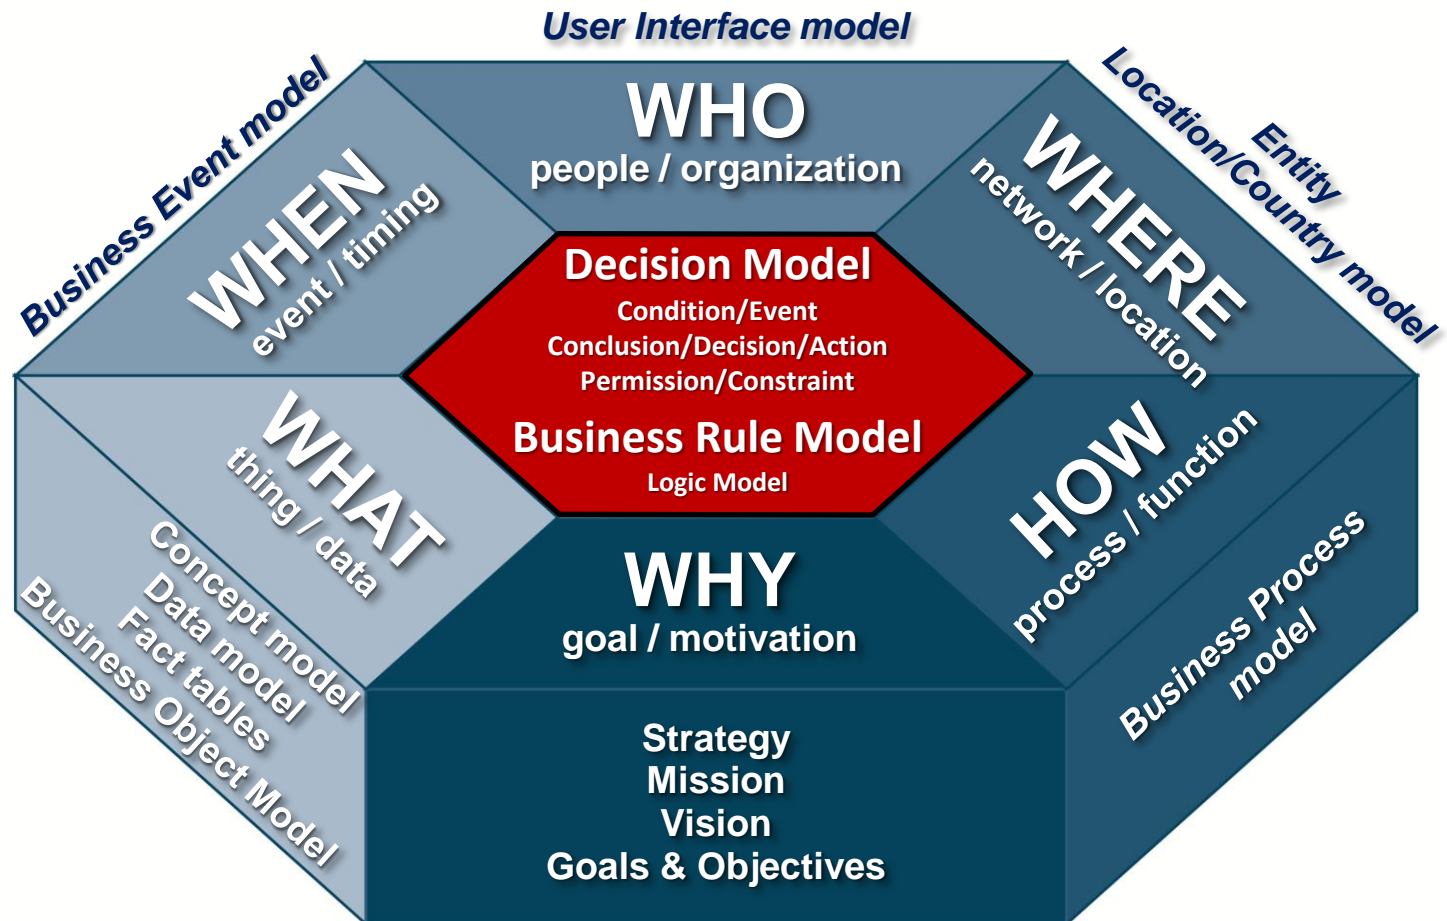 User Interface model
Business Event model
Entity
Location/Country model
WHO
people / organization
WHEN
event / timing
WHERE
network / location
Decision Model
Condition/Event
Conclusion/Decision/Action
Permission/Constraint
Business Rule Model
Logic Model
WHAT
thing / data
Concept model
Data model
Fact tables
Business Object Model
HOW
process / function
Business Process
model
WHY
goal / motivation
Strategy
Mission
Vision
Goals & Objectives